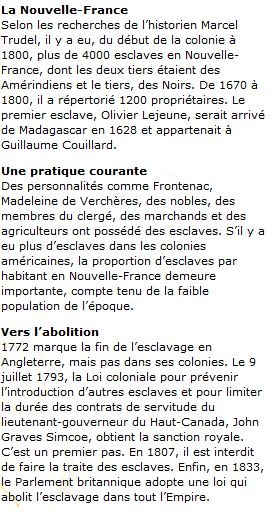 La Nouvelle-France
Selon les recherches de l'historien Marcel
Trudel, il y a eu, du début de la colonie à
1800, plus de 4000 esclaves en Nouvelle-
France, dont les deux tiers étaient des
Amérindiens et le tiers, des Noirs. De 1670 à
1800, il a répertorié 1200 propriétaires. Le
premier esclave, Olivier Lejeune, serait arrivé
de Madagascar en 1628 et appartenait à
Guillaume Couillard.
Une pratique courante
Des personnalités comme Frontenac,
Madeleine de Verchères, des nobles, des
membres du clergé, des marchands et des
agriculteurs ont possédé des esclaves. S'il y a
eu plus d'esclaves dans les colonies
américaines, la proportion d'esclaves par
habitant en Nouvelle-France demeure
importante, compte tenu de la faible
population de l'époque.
Vers l'abolition
1772 marque la fin de l'esclavage en
Angleterre, mais pas dans ses colonies. Le 9
juillet 1793, la Loi coloniale pour prévenir
l'introduction d'autres esclaves et pour limiter
la durée des contrats de servitude du
lieutenant-gouverneur du Haut-Canada, John
Graves Simcoe, obtient la sanction royale.
C'est un premier pas. En 1807, il est interdit
de faire la traite des esclaves. Enfin, en 1833,
le Parlement britannique adopte une loi qui
abolit l'esclavage dans tout l'Empire.